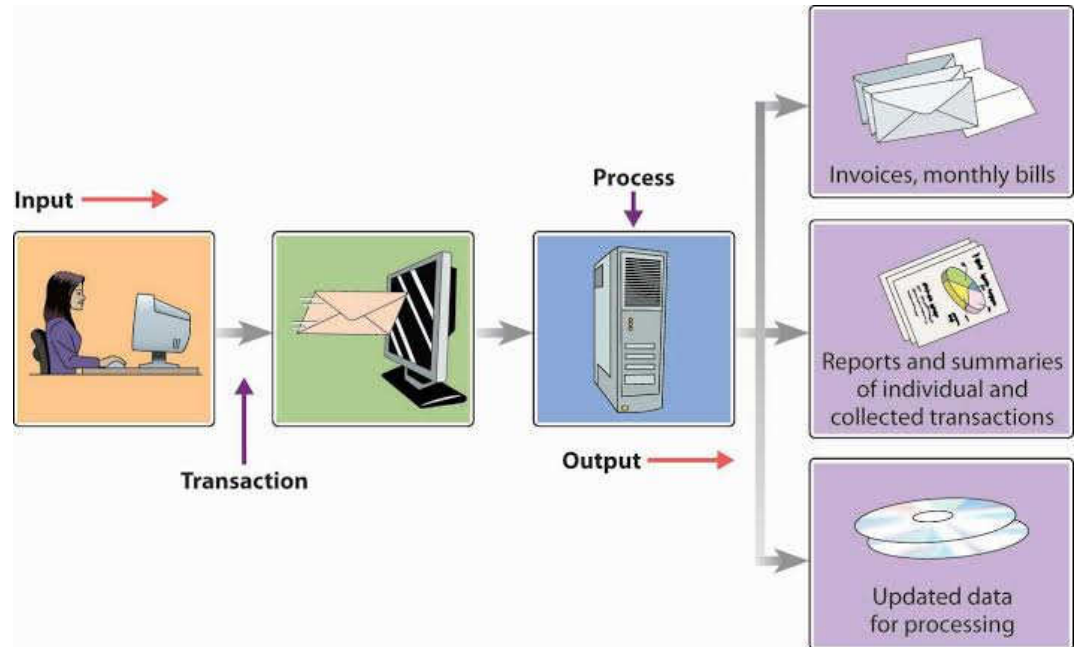 Input
Transaction
Process
Output
Invoices, monthly bills
Reports and summaries
of individual and
collected transactions
Updated data
for processing